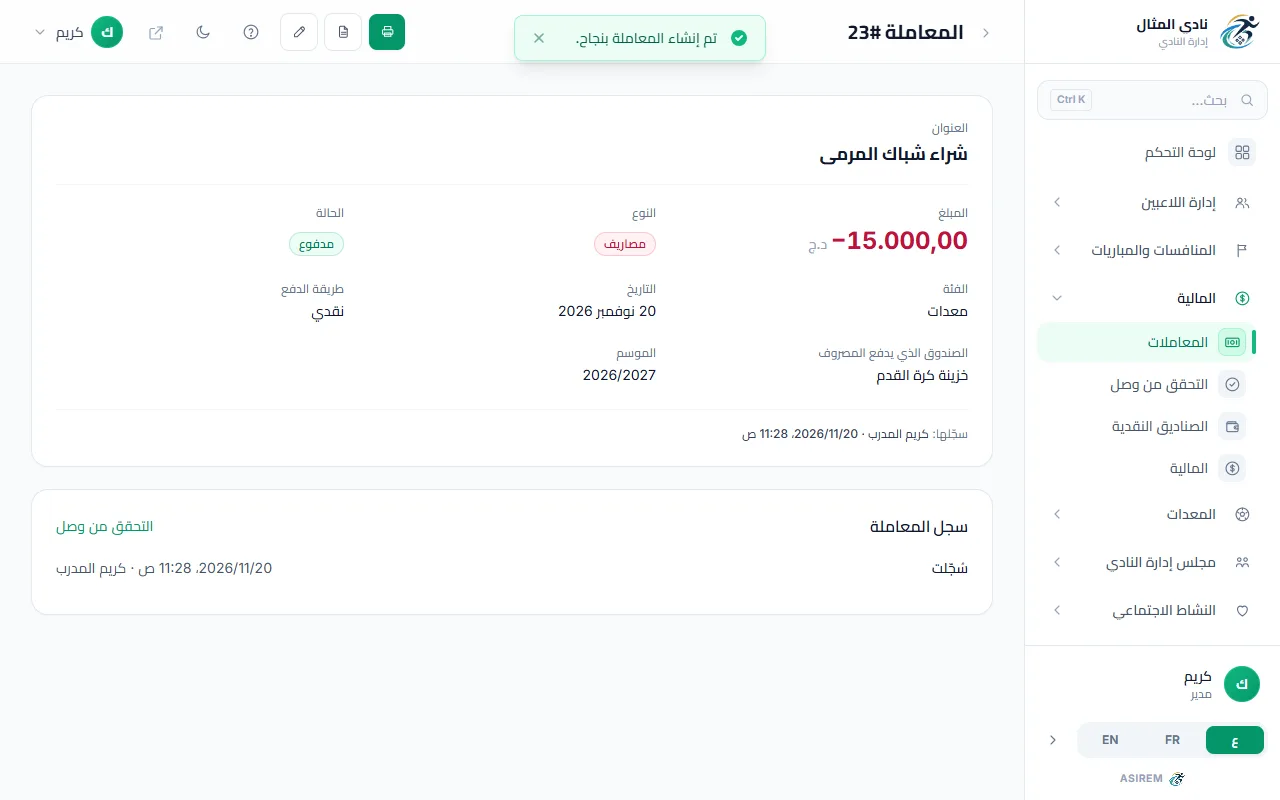 نادي المثال
إدارة النادي
بحث...
Ctrl K
لوحة التحكم
إدارة اللاعبين
المنافسات والمباريات
المالية
المعاملات
التحقق من وصل
الصناديق النقدية
المالية
المعدات
مجلس إدارة النادي
النشاط الاجتماعي
ك
كريم
مدير
ع
FR
EN
ASIREM
المعاملة #23
تم إنشاء المعاملة بنجاح.
ك
كريم
العنوان
شراء شباك المرمى
المبلغ
−15.000,00 د.ج
النوع
مصاريف
الحالة
مدفوع
الفئة
معدات
التاريخ
20 نوفمبر 2026
طريقة الدفع
نقدي
الصندوق الذي يدفع المصروف
خزينة كرة القدم
الموسم
2026/2027
سجّلها: كريم المدرب · 2026/11/20، 11:28 ص
سجل المعاملة
التحقق من وصل
سُجّلت
2026/11/20، 11:28 ص · كريم المدرب